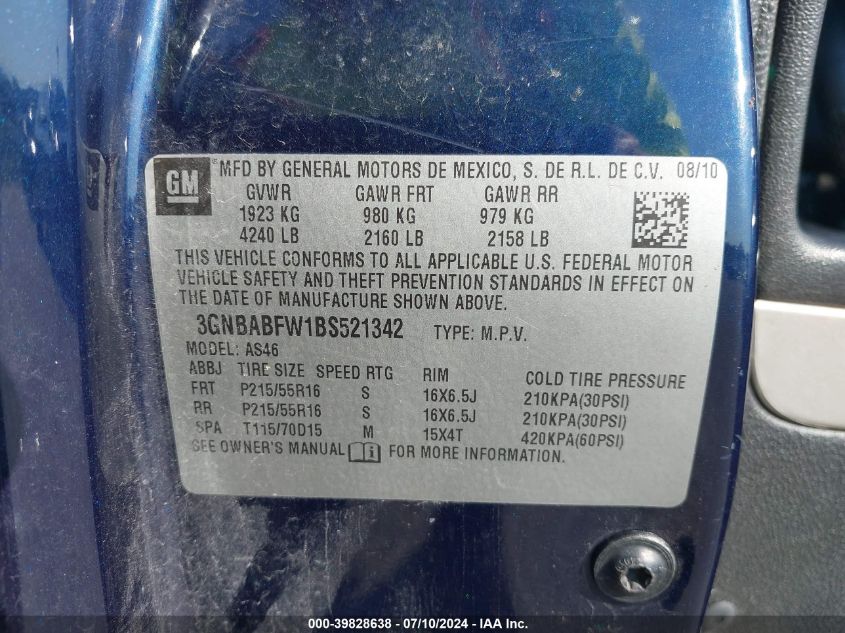 GM MFD BY GENERAL MOTORS DE MEXICO, S. DE R.L. DE C.V. 08/10
GVWR GAWR FRT GAWR RR
1923 KG 980 KG 979 KG
4240 LB 2160 LB 2158 LB
THIS VEHICLE CONFORMS TO ALL APPLICABLE U.S. FEDERAL MOTOR
VEHICLE SAFETY AND THEFT PREVENTION STANDARDS IN EFFECT ON
THE DATE OF MANUFACTURE SHOWN ABOVE.
3GNBABFW1BS521342 TYPE: M.P.V.
MODEL: AS46
ABBJ TIRE SIZE SPEED RTG RIM COLD TIRE PRESSURE
FRT P215/55R16 S 16X6.5J 210KPA(30PSI)
RR P215/55R16 S 16X6.5J 210KPA(30PSI)
SPA T115/70D15 M 15X4T 420KPA(60PSI)
SEE OWNER'S MANUAL i FOR MORE INFORMATION.
000-39828638 - 07/10/2024 - IAAI.COM